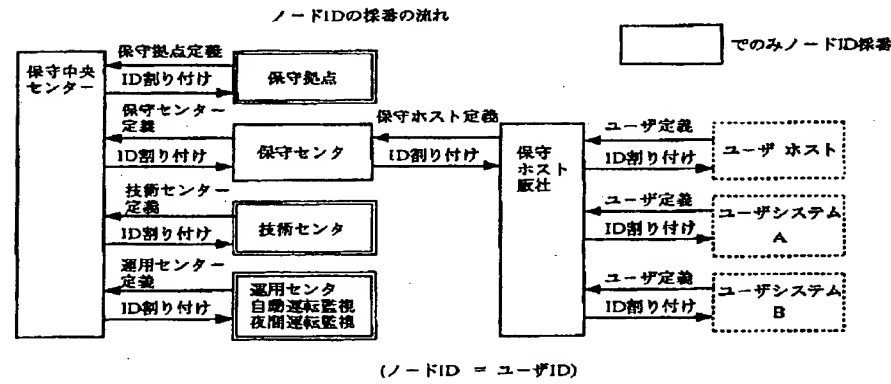 ノードIDの採番の流れ
でのみノードID採番
保守中央
センター
保守拠点定義
ID割り付け
保守拠点
保守センター
定義
ID割り付け
保守センタ
保守ホスト定義
ID割り付け
保守
ホスト
販社
ユーザ定義
ID割り付け
ユーザ ホスト
技術センター
定義
ID割り付け
技術センタ
ユーザ定義
ID割り付け
ユーザシステム
A
運用センター
定義
ID割り付け
運用センタ
自動運転監視
夜間運転監視
ユーザ定義
ID割り付け
ユーザシステム
B
(ノードID = ユーザID)